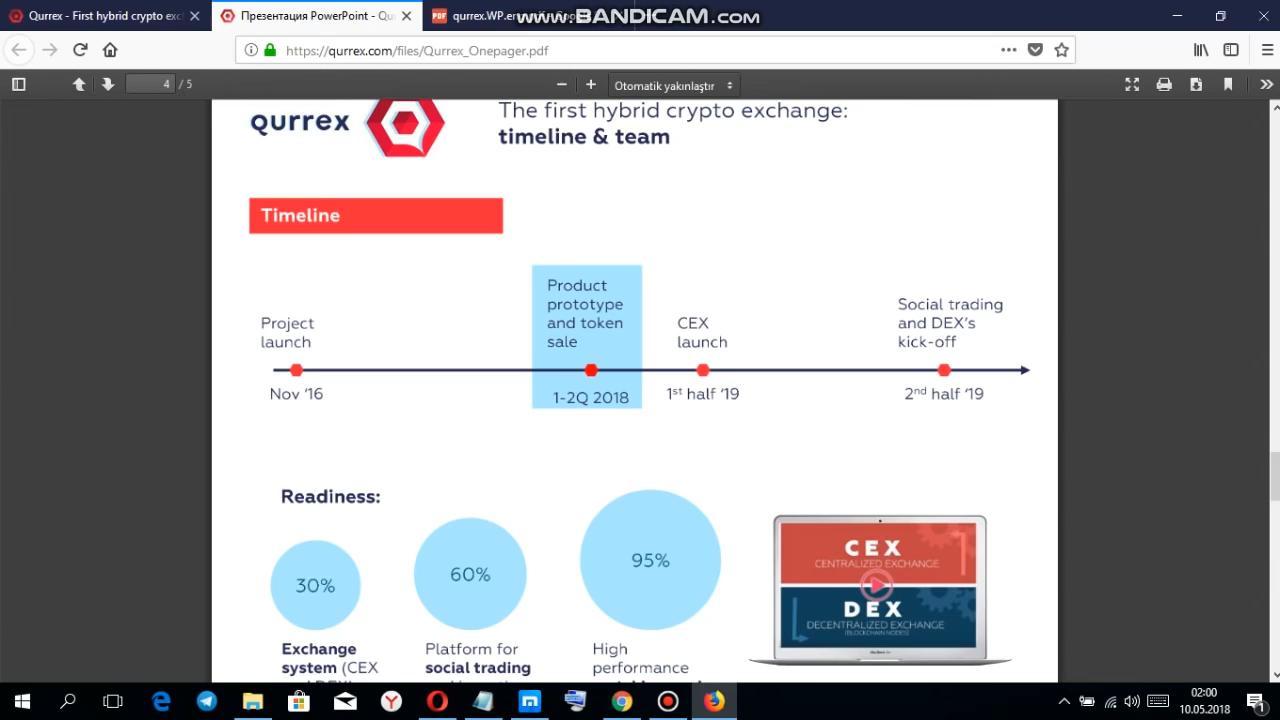 Qurrex - First hybrid crypto exc
Презентация PowerPoint - Qu
PDF qurrex.WP.en
www.BANDICAM.com
https://qurrex.com/files/Qurrex_Onepager.pdf
4 / 5
Otomatik yakınlaştır
qurrex
The first hybrid crypto exchange:
timeline & team
Timeline
Project
launch
Nov ‘16
Product
prototype
and token
sale
1-2Q 2018
CEX
launch
1st half ‘19
Social trading
and DEX’s
kick-off
2nd half ‘19
Readiness:
30%
60%
95%
Exchange
system (CEX
Platform for
social trading
High
performance
CEX
CENTRALIZED EXCHANGE
DEX
DECENTRALIZED EXCHANGE
(BLOCKCHAIN NODES)
02:00
10.05.2018
1